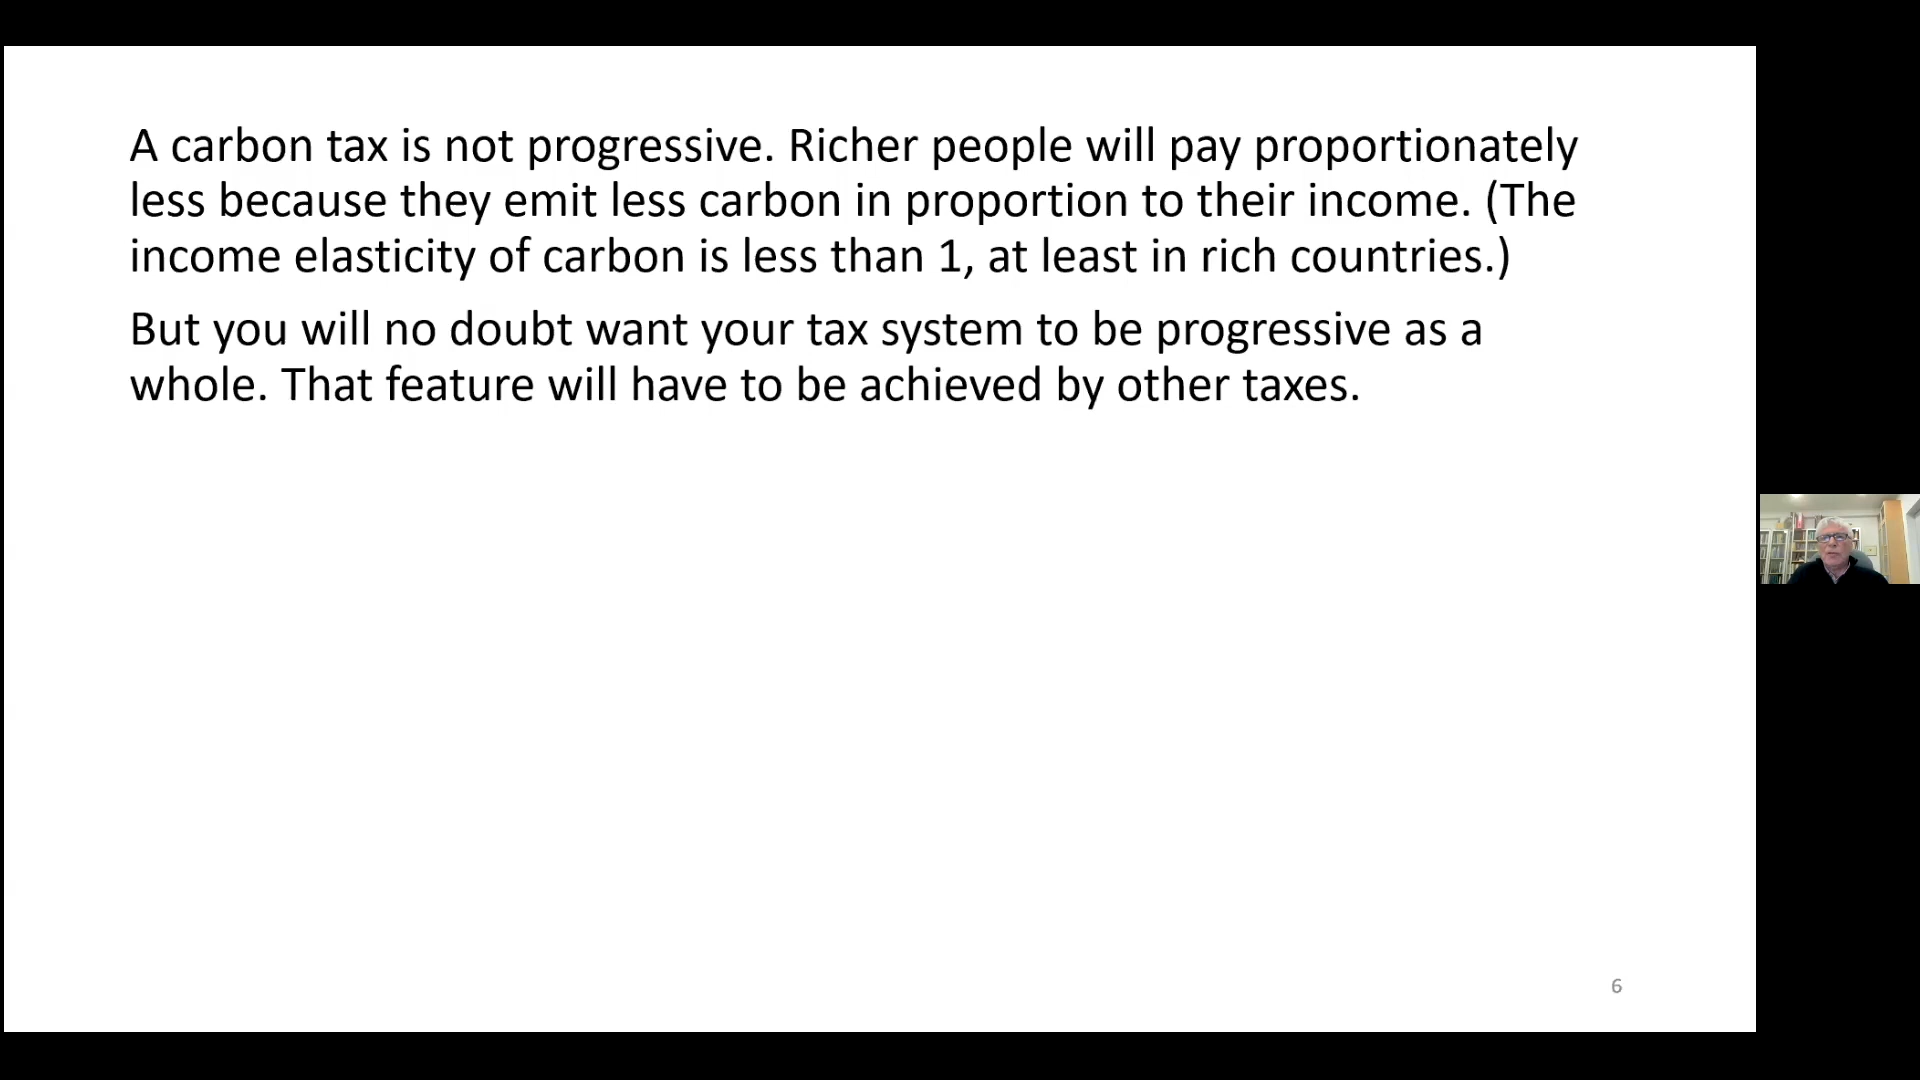 A carbon tax is not progressive. Richer people will pay proportionately
less because they emit less carbon in proportion to their income. (The
income elasticity of carbon is less than 1, at least in rich countries.)
But you will no doubt want your tax system to be progressive as a
whole. That feature will have to be achieved by other taxes.
6